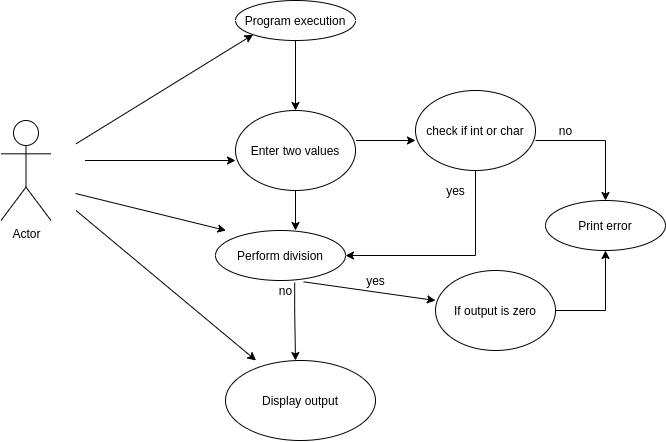 Program execution
check if int or char
no
Enter two values
yes
Print error
Actor
Perform division
no
yes
If output is zero
Display output